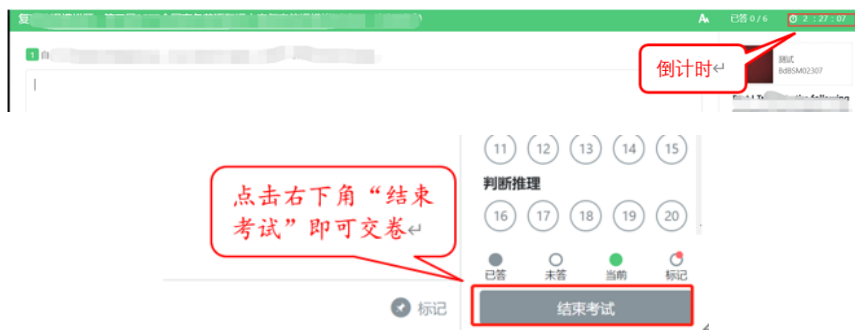 复
已答 0 / 6
2 : 27 : 07
1 自
倒计时
测试
BdBSM02307
following
11 12 13 14 15
判断推理
16 17 18 19 20
点击右下角“结束
考试”即可交卷
已答 未答 当前 标记
标记
结束考试